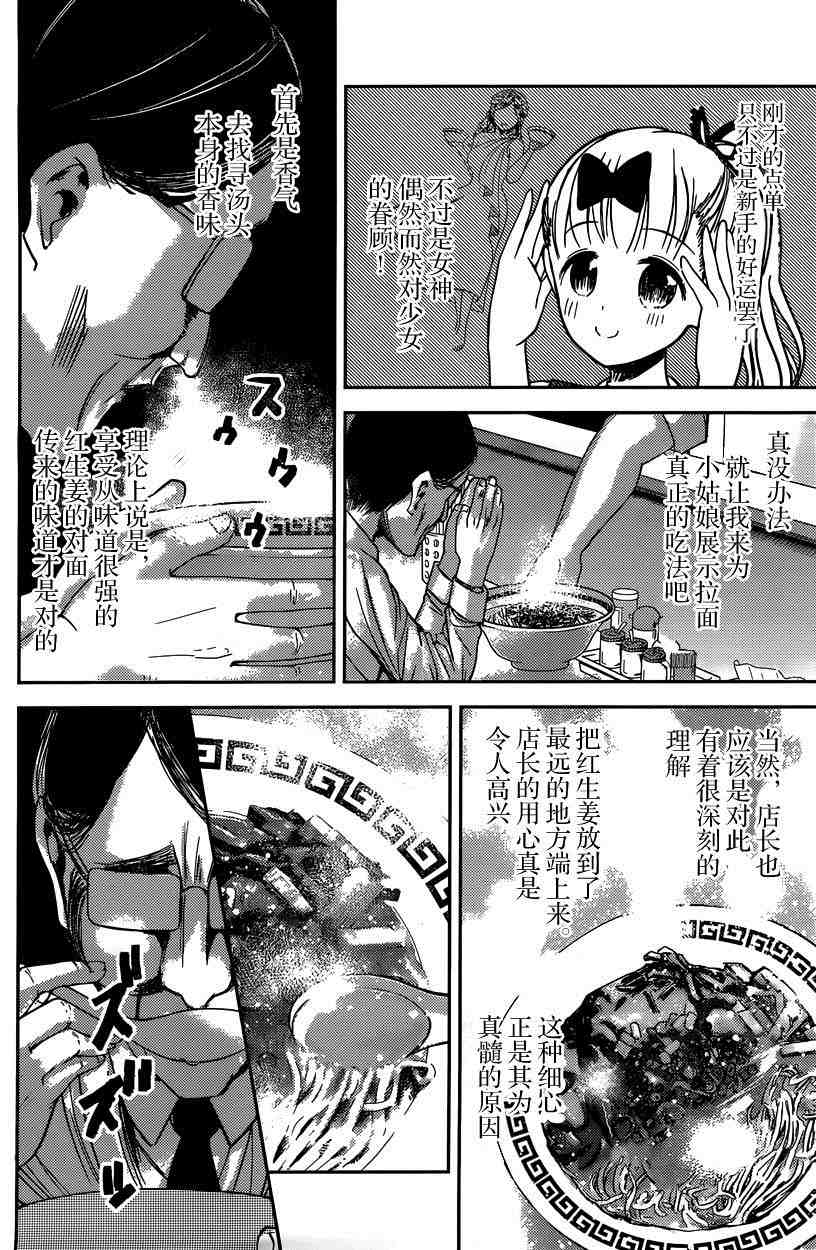 刚才的点单
只不过是新手的好运罢了
不过是女神
偶然而然对少女
的眷顾！
真没办法
就让我来为
小姑娘展示拉面
真正的吃法吧
首先是香气
去找寻汤头
本身的香味
スゥゥ
理论上说是，
享受从味道很强的
红生姜的对面
传来的味道才是对的
当然，店长也
应该是对此
有着很深刻的
理解
把红生姜放到了
最远的地方端上来。
店长的用心真是
令人高兴
这种细心
正是其为
真髓的原因
ズズズ